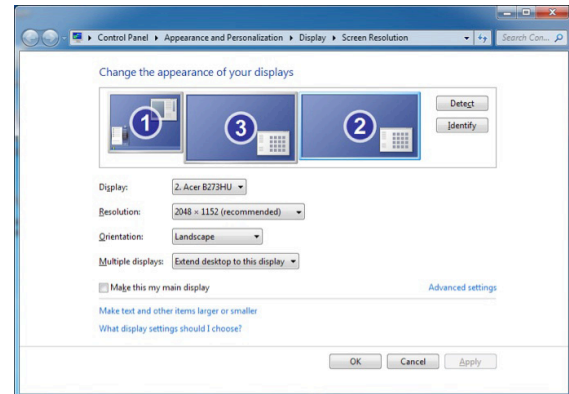 Control Panel ▸ Appearance and Personalization ▸ Display ▸ Screen Resolution
Search Con...
Change the appearance of your displays
1
3
2
Detect
Identify
Display: 2. Acer B273HU
Resolution: 2048 × 1152 (recommended)
Orientation: Landscape
Multiple displays: Extend desktop to this display
Make this my main display
Advanced settings
Make text and other items larger or smaller
What display settings should I choose?
OK
Cancel
Apply